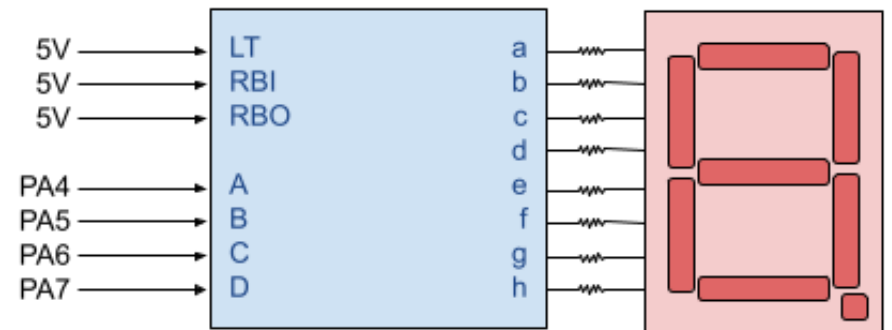 5V LT a
5V RBI b
5V RBO c
d
PA4 A e
PA5 B f
PA6 C g
PA7 D h